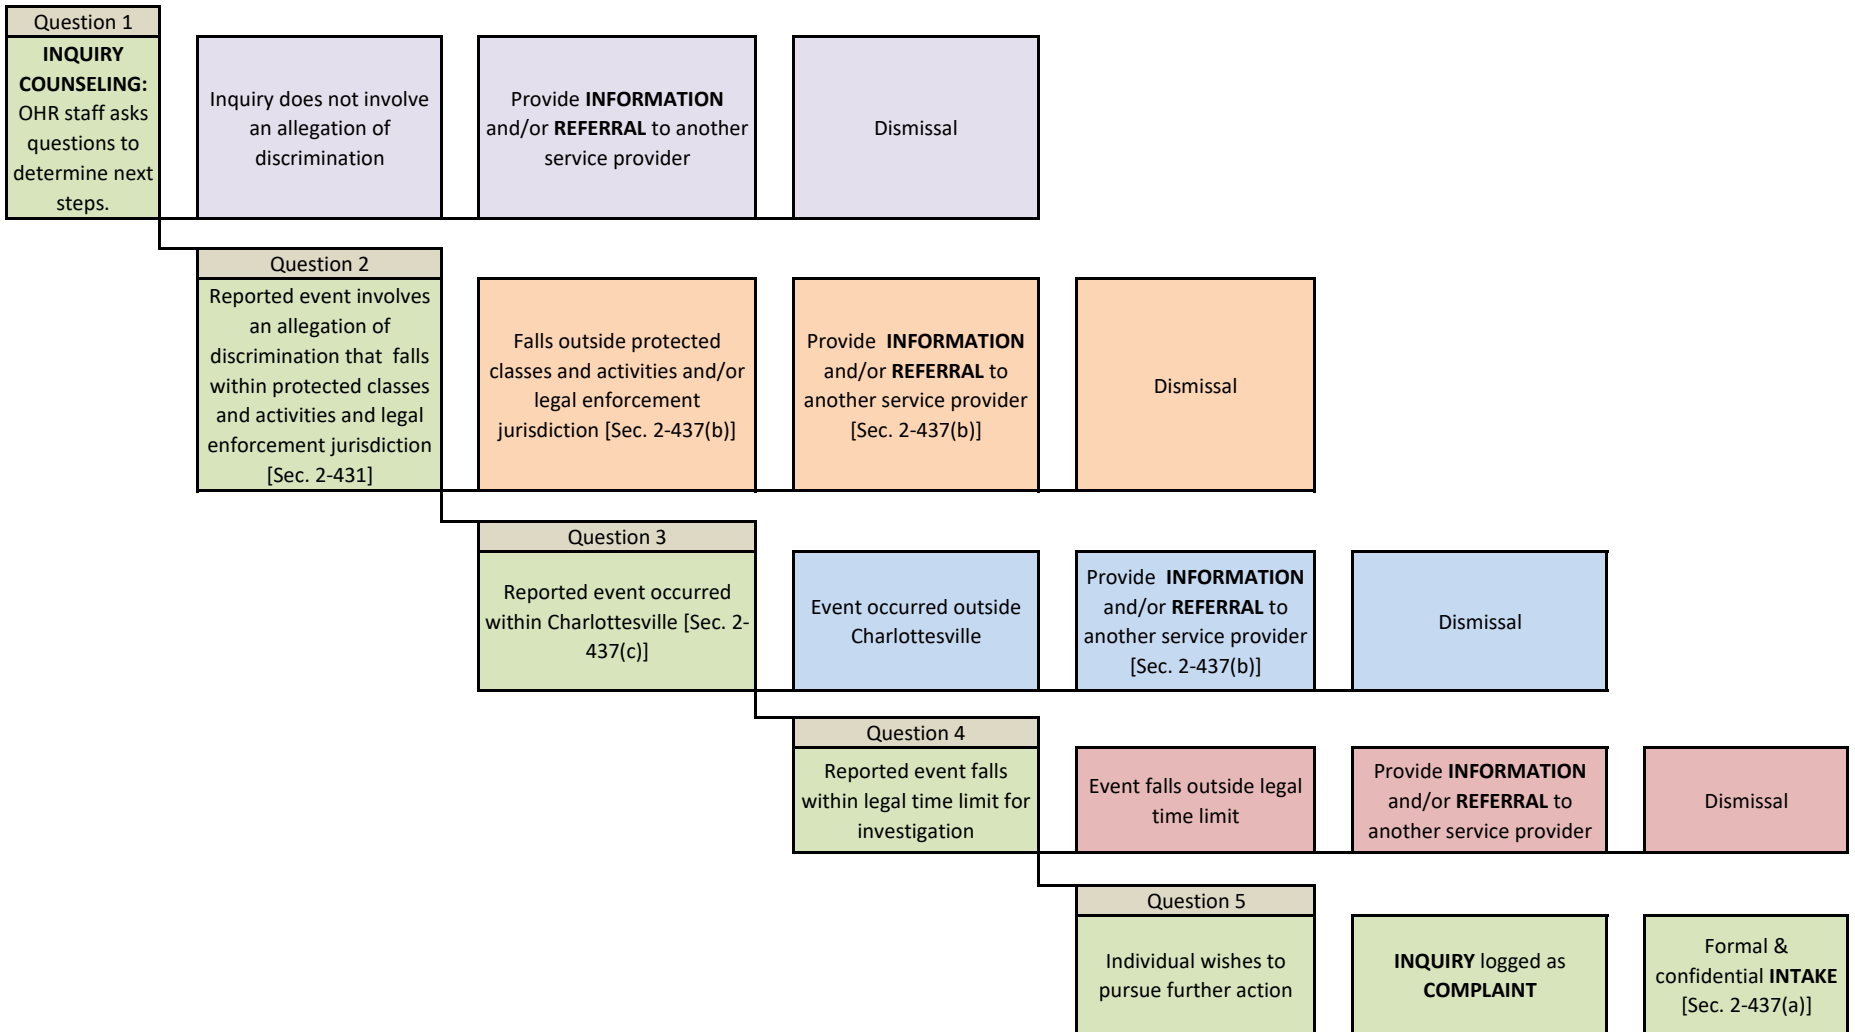 Question 1
INQUIRY
COUNSELING:
OHR staff asks
questions to
determine next
steps.
Inquiry does not involve
an allegation of
discrimination
Provide INFORMATION
and/or REFERRAL to another
service provider
Dismissal
Question 2
Reported event involves
an allegation of
discrimination that falls
within protected classes
and activities and legal
enforcement jurisdiction
[Sec. 2-431]
Falls outside protected
classes and activities and/or
legal enforcement
jurisdiction [Sec. 2-437(b)]
Provide INFORMATION
and/or REFERRAL to
another service provider
[Sec. 2-437(b)]
Dismissal
Question 3
Reported event occurred
within Charlottesville [Sec. 2-
437(c)]
Event occurred outside
Charlottesville
Provide INFORMATION
and/or REFERRAL to
another service provider
[Sec. 2-437(b)]
Dismissal
Question 4
Reported event falls
within legal time limit for
investigation
Event falls outside legal
time limit
Provide INFORMATION
and/or REFERRAL to
another service provider
Dismissal
Question 5
Individual wishes to
pursue further action
INQUIRY logged as
COMPLAINT
Formal &
confidential INTAKE
[Sec. 2-437(a)]